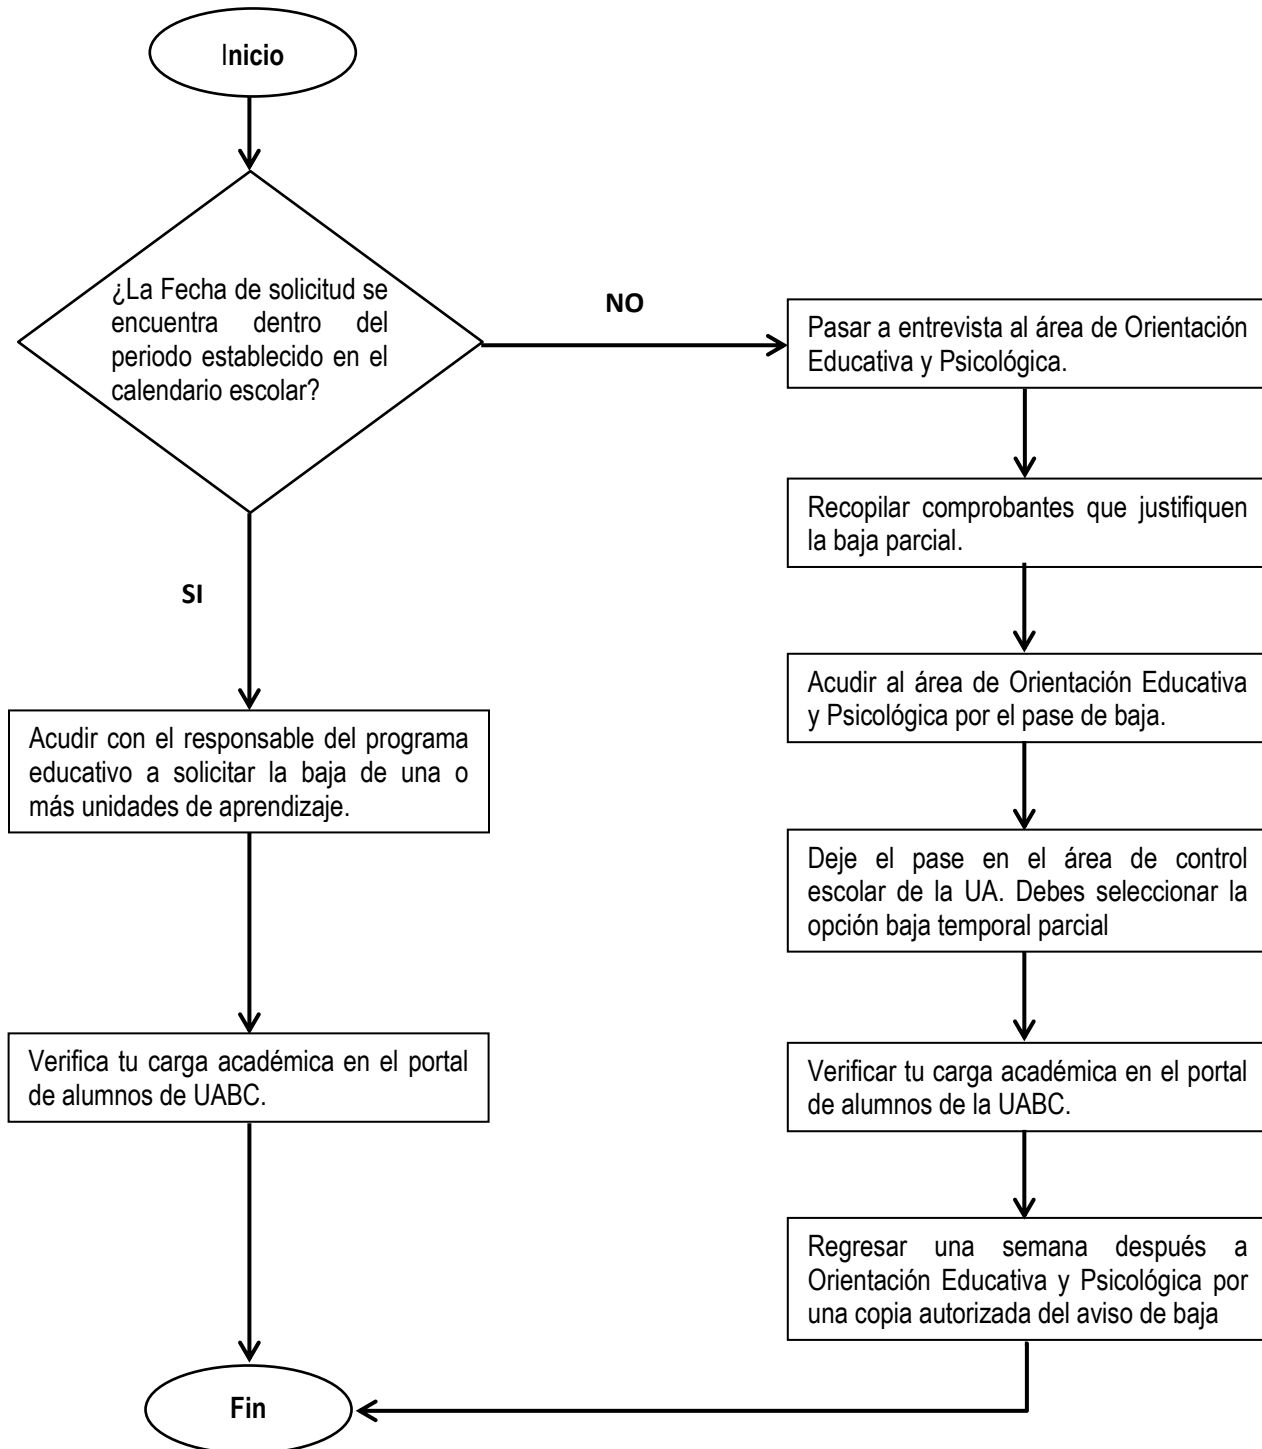 Inicio
¿La Fecha de solicitud se
encuentra dentro del
periodo establecido en el
calendario escolar?
NO
SI
Acudir con el responsable del programa
educativo a solicitar la baja de una o
más unidades de aprendizaje.
Verifica tu carga académica en el portal
de alumnos de UABC.
Pasar a entrevista al área de Orientación
Educativa y Psicológica.
Recopilar comprobantes que justifiquen
la baja parcial.
Acudir al área de Orientación Educativa
y Psicológica por el pase de baja.
Deje el pase en el área de control
escolar de la UA. Debes seleccionar la
opción baja temporal parcial
Verificar tu carga académica en el portal
de alumnos de la UABC.
Regresar una semana después a
Orientación Educativa y Psicológica por
una copia autorizada del aviso de baja
Fin